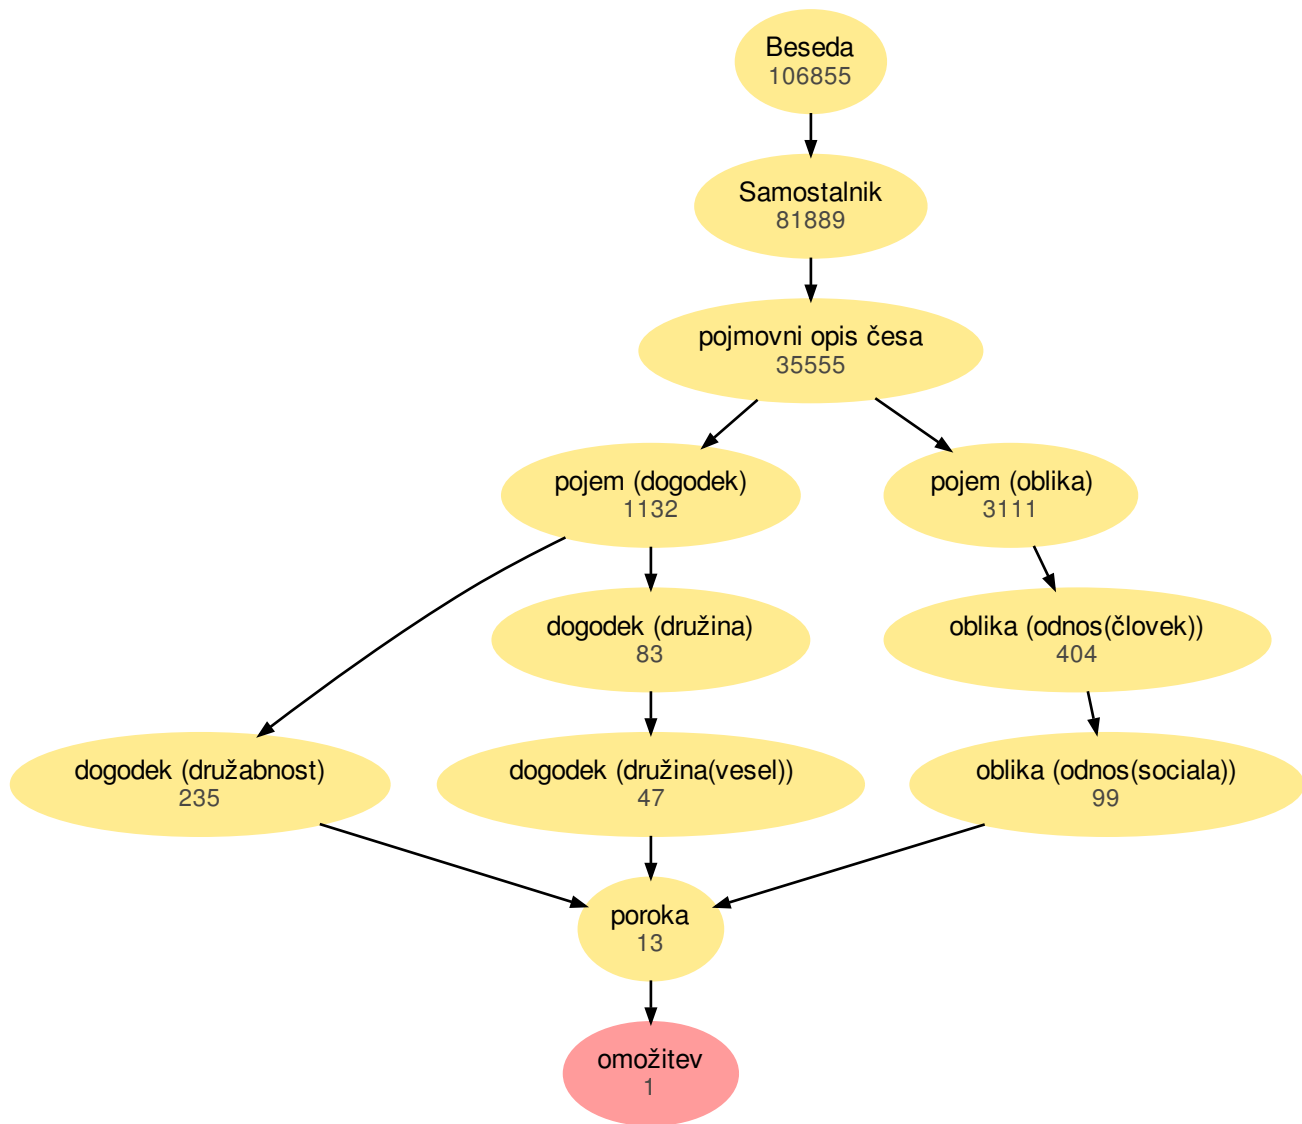 Beseda
106855
Samostalnik
81889
pojmovni opis česa
35555
pojem (dogodek)
1132
pojem (oblika)
3111
dogodek (družina)
83
oblika (odnos(človek))
404
dogodek (družabnost)
235
dogodek (družina(vesel))
47
oblika (odnos(sociala))
99
poroka
13
omožitev
1